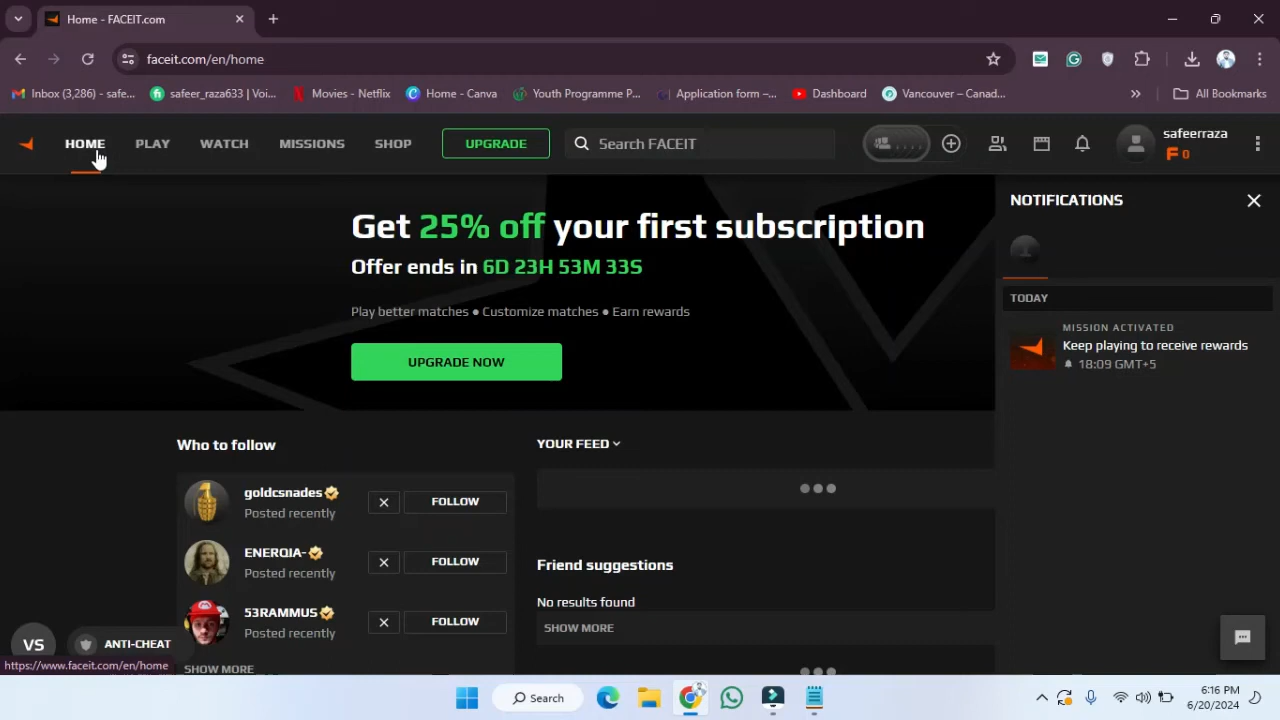 Home - FACEIT.com
faceit.com/en/home
Inbox (3,286) - safe...
safeer_raza633 | Voi...
Movies - Netflix
Home - Canva
Youth Programme P...
Application form –...
Dashboard
Vancouver – Canad...
All Bookmarks
HOME
PLAY
WATCH
MISSIONS
SHOP
UPGRADE
Search FACEIT
safeerraza
0
Get 25% off your first subscription
Offer ends in 6D 23H 53M 33S
Play better matches ● Customize matches ● Earn rewards
UPGRADE NOW
NOTIFICATIONS
TODAY
MISSION ACTIVATED
Keep playing to receive rewards
18:09 GMT+5
Who to follow
goldcsnades
Posted recently
FOLLOW
ENERQIA-
Posted recently
FOLLOW
53RAMMUS
Posted recently
FOLLOW
SHOW MORE
YOUR FEED
Friend suggestions
No results found
SHOW MORE
VS
ANTI-CHEAT
https://www.faceit.com/en/home
Search
6:16 PM
6/20/2024